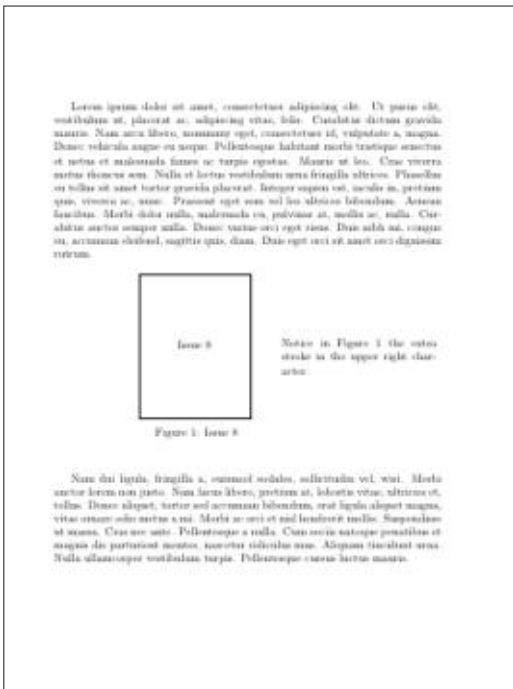 Lorem ipsum dolor sit amet, consectetuer adipiscing elit. Ut purus elit,
vestibulum ut, placerat ac, adipiscing vitae, felis. Curabitur dictum gravida
mauris. Nam arcu libero, nonummy eget, consectetuer id, vulputate a, magna.
Donec vehicula augue eu neque. Pellentesque habitant morbi tristique senectus
et netus et malesuada fames ac turpis egestas. Mauris ut leo. Cras viverra
metus rhoncus sem. Nulla et lectus vestibulum urna fringilla ultrices. Phasellus
eu tellus sit amet tortor gravida placerat. Integer sapien est, iaculis in, pretium
quis, viverra ac, nunc. Praesent eget sem vel leo ultrices bibendum. Aenean
faucibus. Morbi dolor nulla, malesuada eu, pulvinar at, mollis ac, nulla. Cur-
abitur auctor semper nulla. Donec varius orci eget risus. Duis nibh mi, congue
eu, accumsan eleifend, sagittis quis, diam. Duis eget orci sit amet orci dignissim
rutrum.
Issue 8
Notice in Figure 1 the extra
stroke in the upper right char-
acter
Figure 1: Issue 8
Nam dui ligula, fringilla a, euismod sodales, sollicitudin vel, wisi. Morbi
auctor lorem non justo. Nam lacus libero, pretium at, lobortis vitae, ultricies et,
tellus. Donec aliquet, tortor sed accumsan bibendum, erat ligula aliquet magna,
vitae ornare odio metus a mi. Morbi ac orci et nisl hendrerit mollis. Suspendisse
ut massa. Cras nec ante. Pellentesque a nulla. Cum sociis natoque penatibus et
magnis dis parturient montes, nascetur ridiculus mus. Aliquam tincidunt urna.
Nulla ullamcorper vestibulum turpis. Pellentesque cursus luctus mauris.